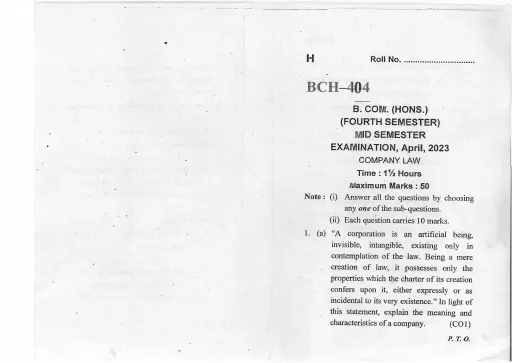 H Roll No. ................................
BCH–404
B. COM. (HONS.)
(FOURTH SEMESTER)
MID SEMESTER
EXAMINATION, April, 2023
COMPANY LAW
Time : 1½ Hours
Maximum Marks : 50
Note : (i) Answer all the questions by choosing
any one of the sub-questions.
(ii) Each question carries 10 marks.
1. (a) "A corporation is an artificial being,
invisible, intangible, existing only in
contemplation of the law. Being a mere
creation of law, it possesses only the
properties which the charter of its creation
confers upon it, either expressly or as
incidental to its very existence." In light of
this statement, explain the meaning and
characteristics of a company. (CO1)
P. T. O.